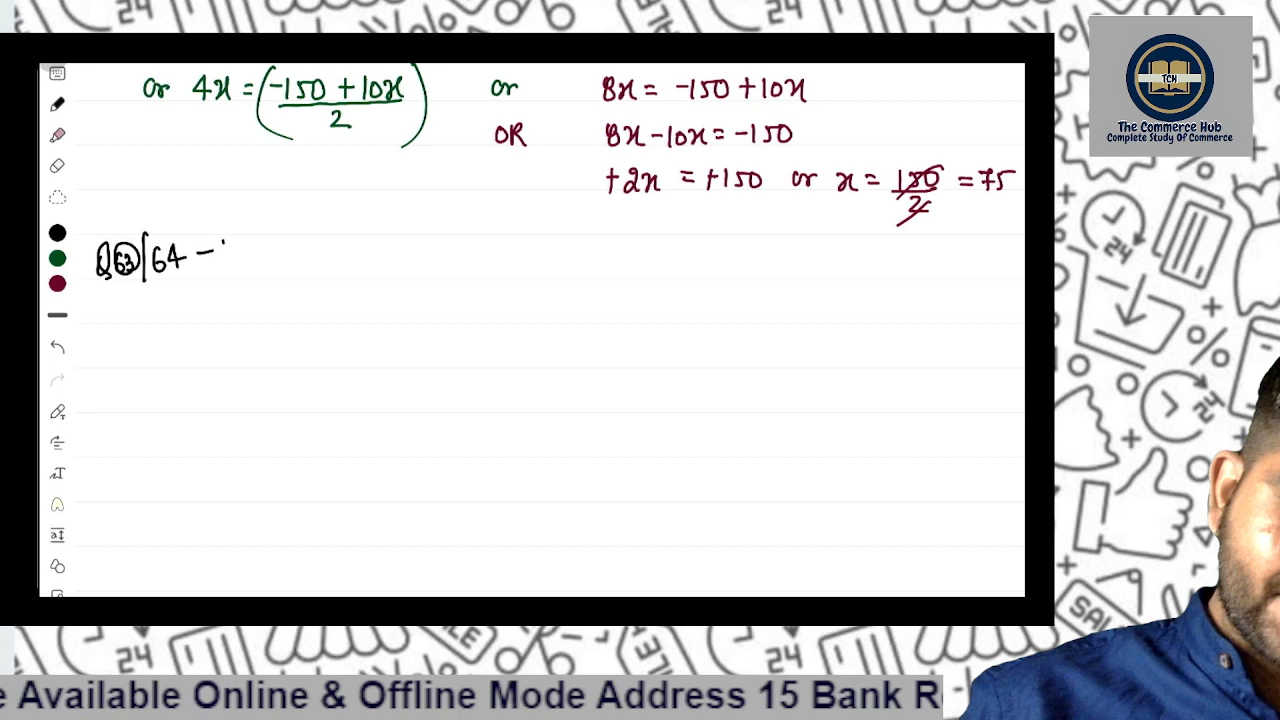 or 4x = (-150 + 10x / 2) or 8x = -150 + 10x
OR 8x - 10x = -150
+2x = +150 or x = 150/2 = 75
Q 63 | 64 -
TCH
The Commerce Hub
Complete Study Of Commerce
e Available Online & Offline Mode Address 15 Bank R